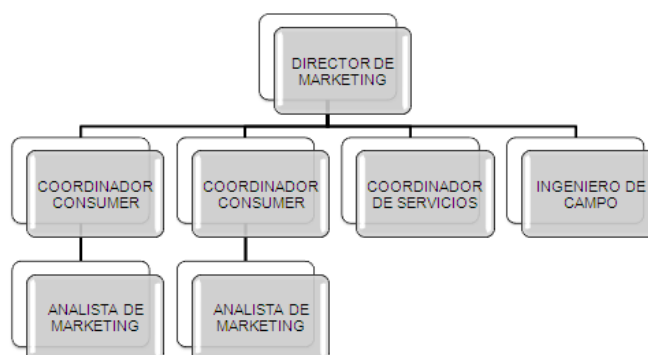 DIRECTOR DE
MARKETING
COORDINADOR
CONSUMER
COORDINADOR
CONSUMER
COORDINADOR
DE SERVICIOS
INGENIERO DE
CAMPO
ANALISTA DE
MARKETING
ANALISTA DE
MARKETING